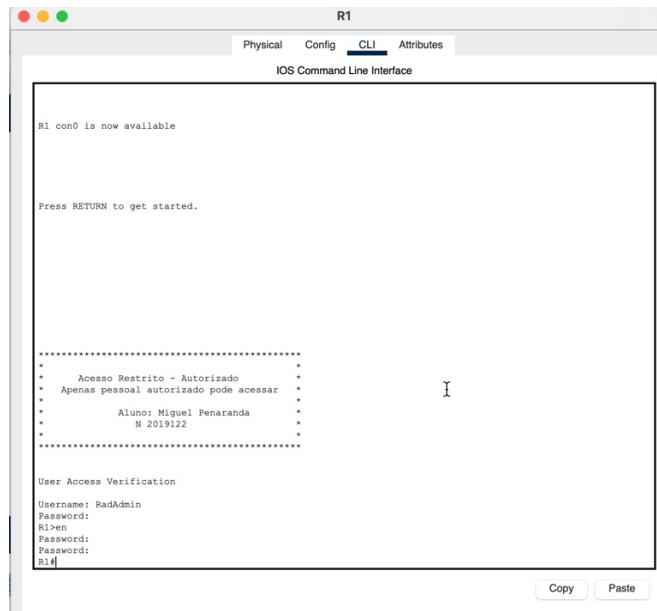 R1
Physical Config CLI Attributes
IOS Command Line Interface
R1 con0 is now available
Press RETURN to get started.
*********************************************
* *
* Acesso Restrito - Autorizado *
* Apenas pessoal autorizado pode acessar *
* *
* Aluno: Miguel Penaranda *
* N 2019122 *
* *
*********************************************
User Access Verification
Username: RadAdmin
Password:
R1>en
Password:
Password:
R1#
Copy Paste